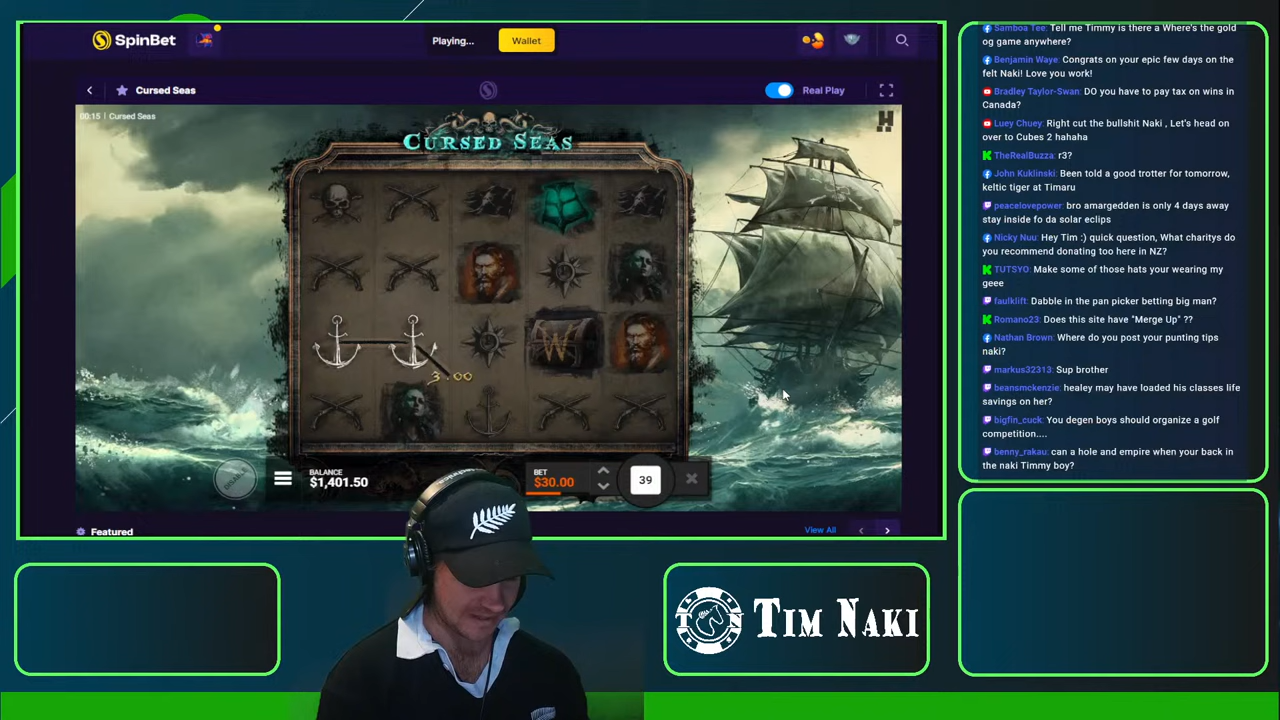 SpinBet
Playing...
Wallet
Cursed Seas
Real Play
00:15 | Cursed Seas
CURSED SEAS
W
3.00
BALANCE
$1,401.50
BET
$30.00
39
Featured
View All
TIM NAKI
Samboa Tee: Tell me Timmy is there a Where's the gold
og game anywhere?
Benjamin Waye: Congrats on your epic few days on the
felt Naki! Love you work!
Bradley Taylor-Swan: DO you have to pay tax on wins in
Canada?
Luey Chuey: Right cut the bullshit Naki , Let's head on
over to Cubes 2 hahaha
TheRealBuzza: r3?
John Kuklinski: Been told a good trotter for tomorrow,
keltic tiger at Timaru
peacelovepower: bro amargedden is only 4 days away
stay inside fo da solar eclips
Nicky Nuu: Hey Tim :) quick question, What charitys do
you recommend donating too here in NZ?
TUTSYO: Make some of those hats your wearing my
geee
faulklift: Dabble in the pan picker betting big man?
Romano23: Does this site have "Merge Up" ??
Nathan Brown: Where do you post your punting tips
naki?
markus32313: Sup brother
beansmckenzie: healey may have loaded his classes life
savings on her?
bigfin_cuck: You degen boys should organize a golf
competition....
benny_rakau: can a hole and empire when your back in
the naki Timmy boy?